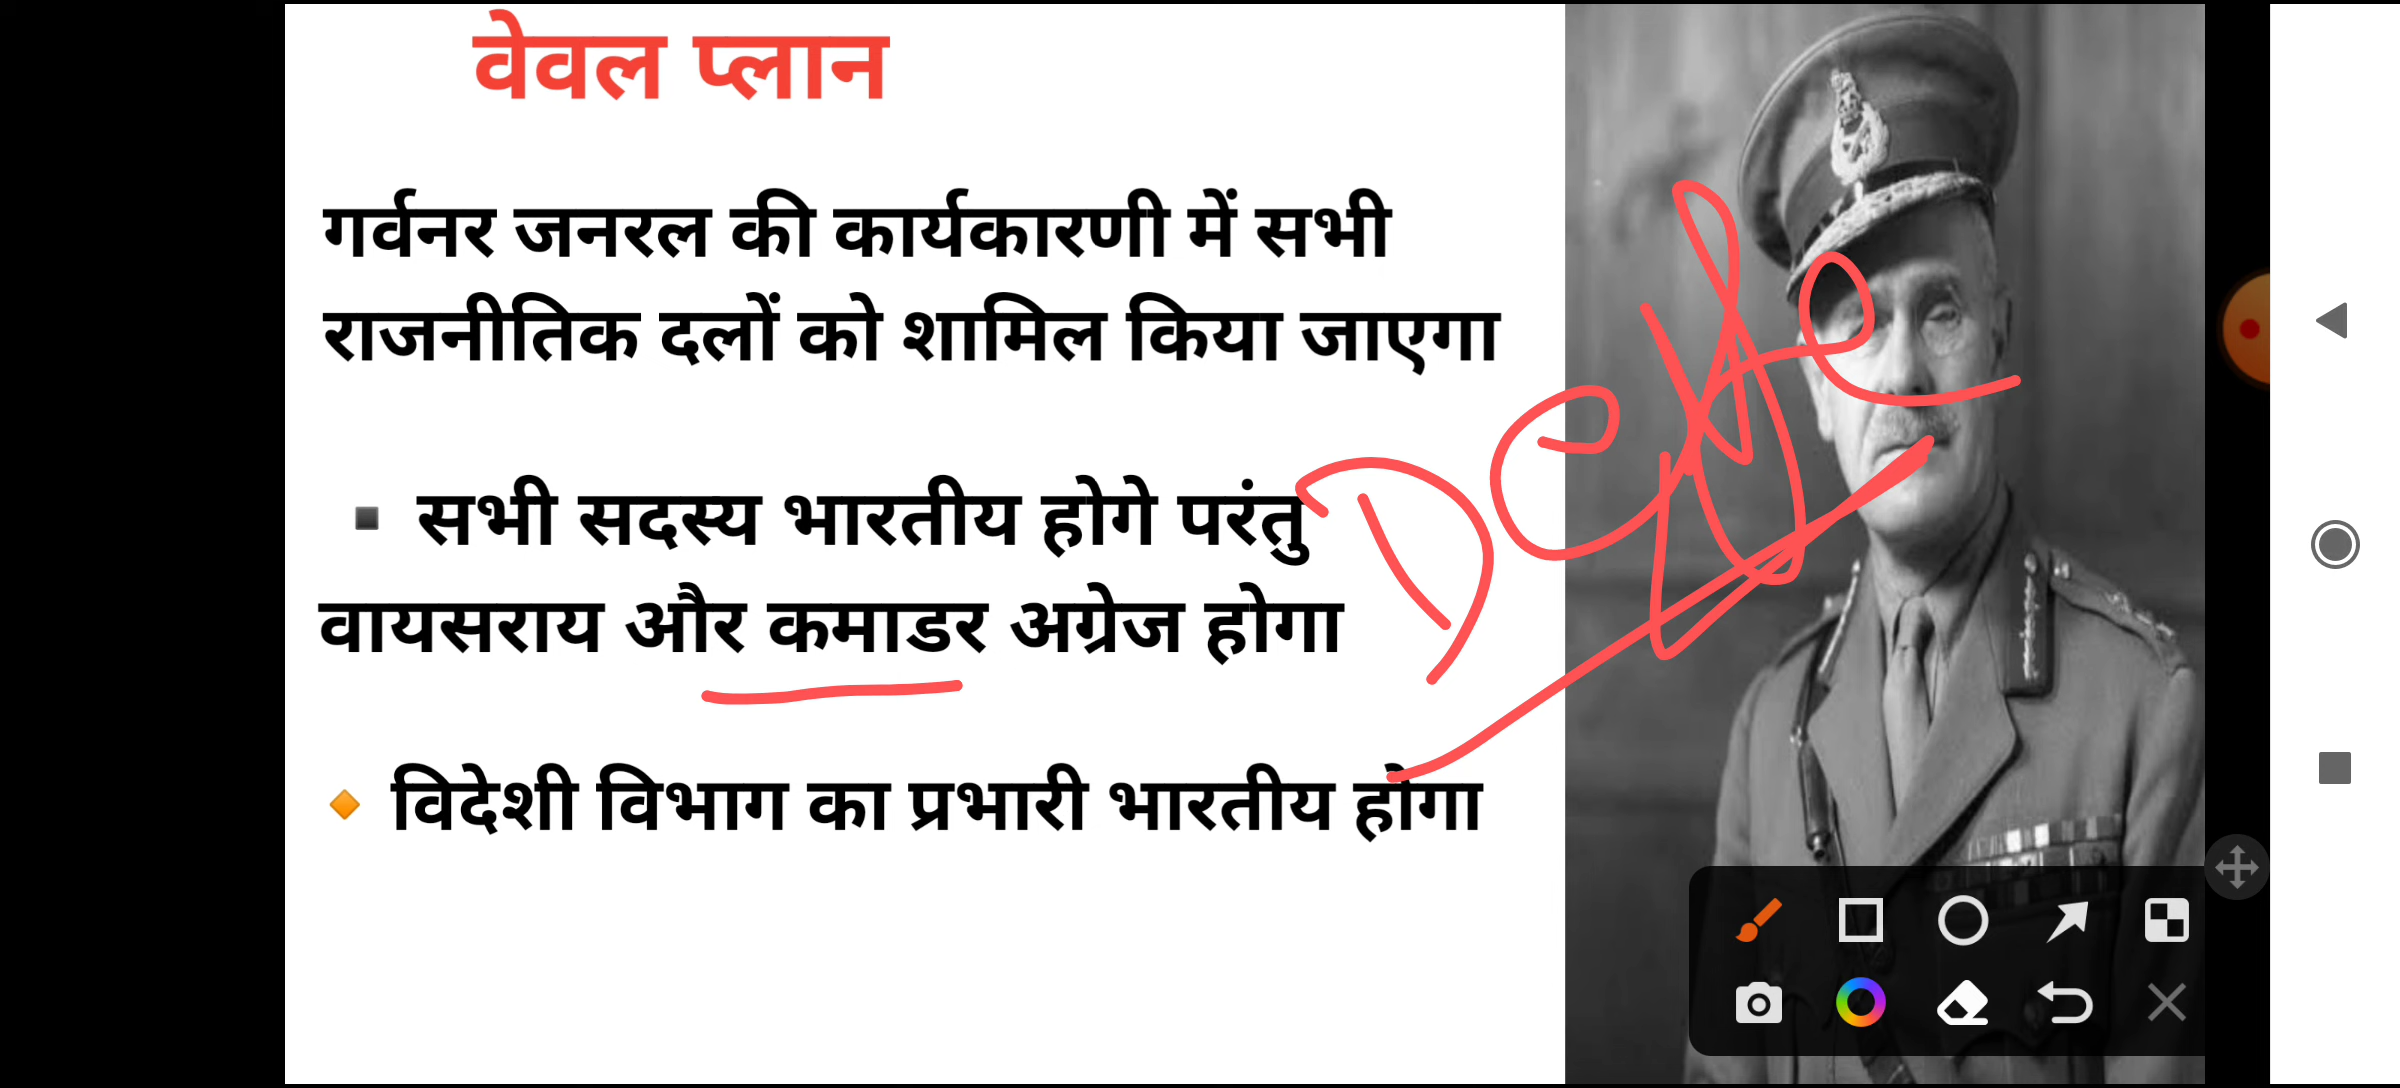 वेवल प्लान
गर्वनर जनरल की कार्यकारणी में सभी
राजनीतिक दलों को शामिल किया जाएगा
▪ सभी सदस्य भारतीय होगे परंतु
वायसराय और कमाडर अग्रेज होगा
🔸 विदेशी विभाग का प्रभारी भारतीय होगा